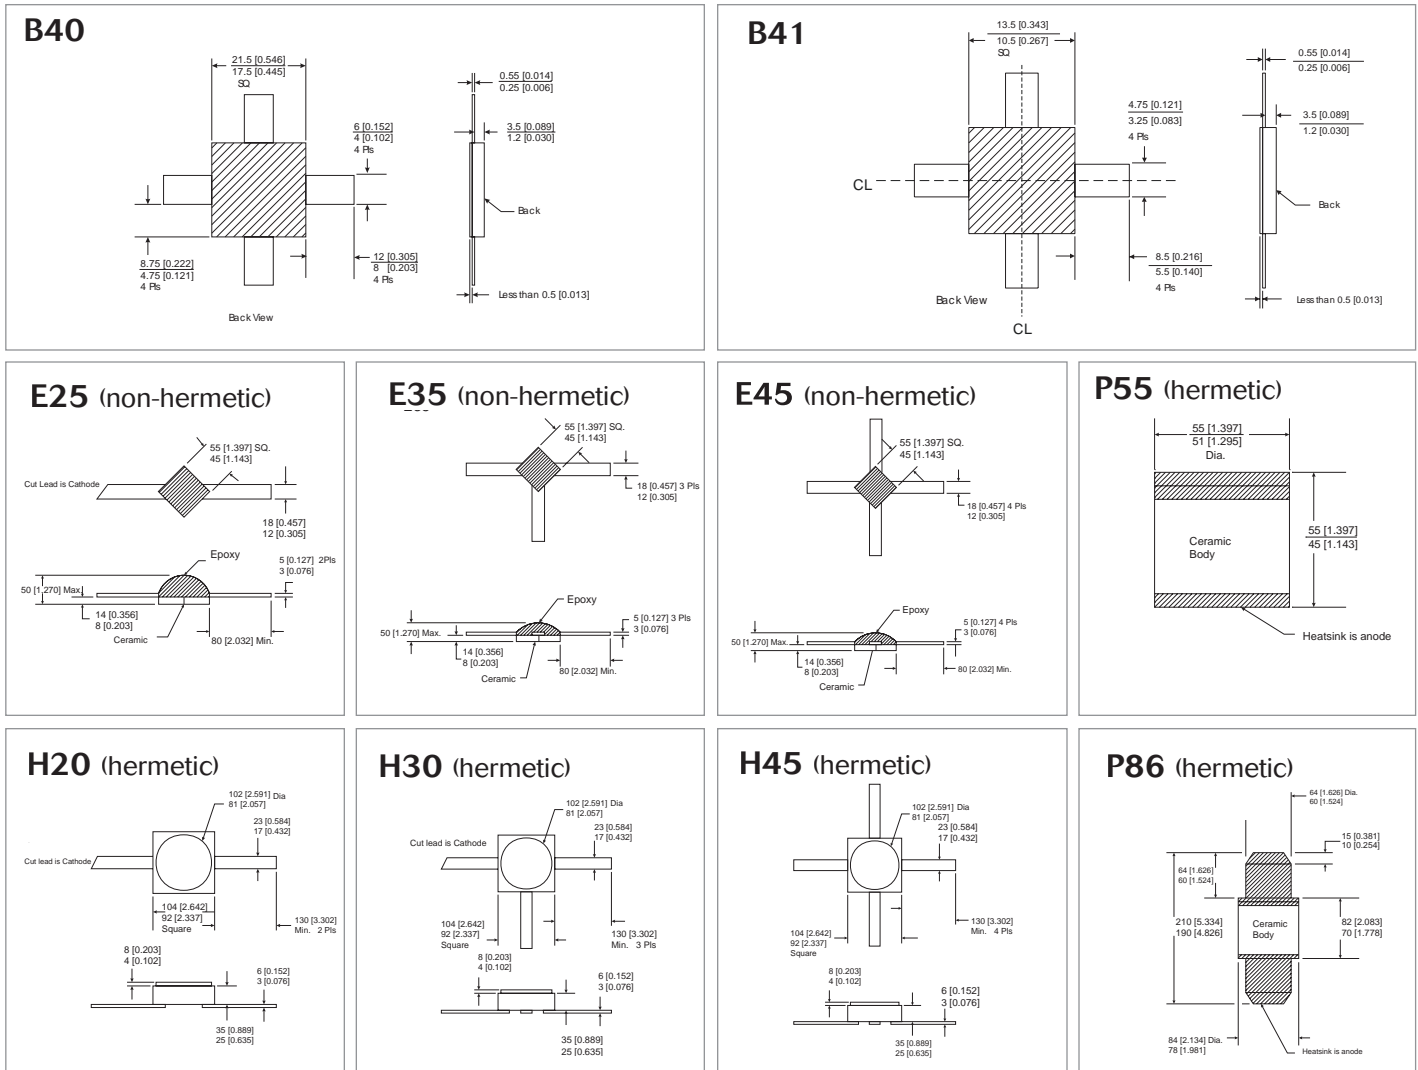 B40
21.5 [0.546]
17.5 [0.445]
SQ
0.55 [0.014]
0.25 [0.006]
6 [0.152]
4 [0.102]
4 Pls
3.5 [0.089]
1.2 [0.030]
Back
8.75 [0.222]
4.75 [0.121]
4 Pls
12 [0.305]
8 [0.203]
4 Pls
Less than 0.5 [0.013]
Back View
B41
13.5 [0.343]
10.5 [0.267]
SQ
0.55 [0.014]
0.25 [0.006]
4.75 [0.121]
3.25 [0.083]
4 Pls
3.5 [0.089]
1.2 [0.030]
CL
Back
8.5 [0.216]
5.5 [0.140]
4 Pls
Back View
Less than 0.5 [0.013]
CL
E25 (non-hermetic)
55 [1.397] SQ.
45 [1.143]
Cut Lead is Cathode
18 [0.457]
12 [0.305]
Epoxy
5 [0.127] 2Pls
3 [0.076]
50 [1.270] Max.
14 [0.356]
8 [0.203]
Ceramic
80 [2.032] Min.
E35 (non-hermetic)
55 [1.397] SQ.
45 [1.143]
18 [0.457] 3 Pls
12 [0.305]
Epoxy
5 [0.127] 3 Pls
3 [0.076]
50 [1.270] Max.
14 [0.356]
8 [0.203]
80 [2.032] Min.
Ceramic
E45 (non-hermetic)
55 [1.397] SQ.
45 [1.143]
18 [0.457] 4 Pls
12 [0.305]
Epoxy
5 [0.127] 4 Pls
3 [0.076]
50 [1.270] Max.
14 [0.356]
8 [0.203]
80 [2.032] Min.
Ceramic
P55 (hermetic)
55 [1.397]
51 [1.295]
Dia.
Ceramic
Body
55 [1.397]
45 [1.143]
Heatsink is anode
H20 (hermetic)
102 [2.591] Dia
81 [2.057]
23 [0.584]
17 [0.432]
Cut lead is Cathode
104 [2.642]
92 [2.337]
Square
130 [3.302]
Min. 2 Pls
8 [0.203]
4 [0.102]
6 [0.152]
3 [0.076]
35 [0.889]
25 [0.635]
H30 (hermetic)
102 [2.591] Dia
81 [2.057]
23 [0.584]
17 [0.432]
Cut lead is Cathode
104 [2.642]
92 [2.337]
Square
130 [3.302]
Min. 3 Pls
8 [0.203]
4 [0.102]
6 [0.152]
3 [0.076]
35 [0.889]
25 [0.635]
H45 (hermetic)
102 [2.591] Dia
81 [2.057]
23 [0.584]
17 [0.432]
130 [3.302]
Min. 4 Pls
104 [2.642]
92 [2.337]
Square
8 [0.203]
4 [0.102]
6 [0.152]
3 [0.076]
35 [0.889]
25 [0.635]
P86 (hermetic)
64 [1.626] Dia.
60 [1.524]
15 [0.381]
10 [0.254]
64 [1.626]
60 [1.524]
210 [5.334]
190 [4.826]
Ceramic
Body
82 [2.083]
70 [1.778]
84 [2.134] Dia.
78 [1.981]
Heatsink is anode